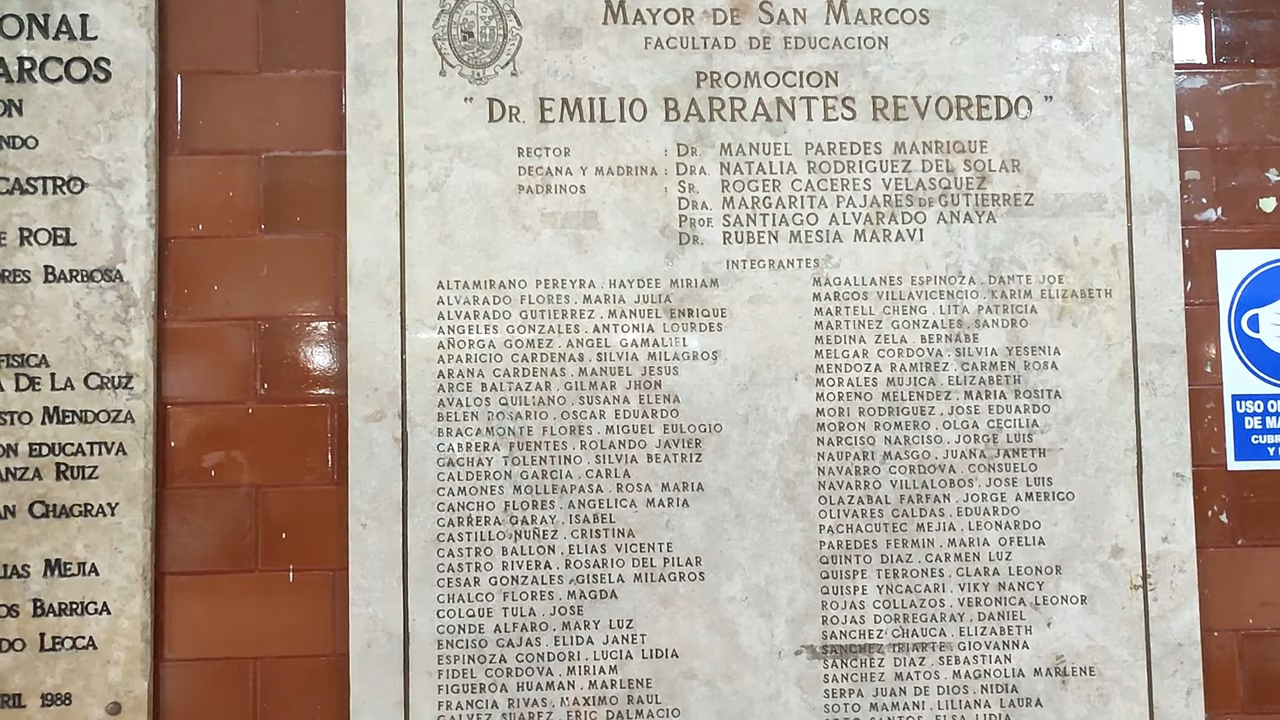 ONAL
ARCOS
ON
NDO
CASTRO
E ROEL
RES BARBOSA
FISICA
A DE LA CRUZ
STO MENDOZA
ON EDUCATIVA
ANZA RUIZ
AN CHAGRAY
IAS MEJIA
OS BARRIGA
DO LECCA
RIL 1988
MAYOR DE SAN MARCOS
FACULTAD DE EDUCACION
PROMOCION
“ DR. EMILIO BARRANTES REVOREDO ”
RECTOR : DR. MANUEL PAREDES MANRIQUE
DECANA Y MADRINA : DRA. NATALIA RODRIGUEZ DEL SOLAR
PADRINOS : SR. ROGER CACERES VELASQUEZ
DRA. MARGARITA PAJARES DE GUTIERREZ
PROF. SANTIAGO ALVARADO ANAYA
DR. RUBEN MESIA MARAVI
INTEGRANTES
ALTAMIRANO PEREYRA . HAYDEE MIRIAM
ALVARADO FLORES . MARIA JULIA
ALVARADO GUTIERREZ . MANUEL ENRIQUE
ANGELES GONZALES . ANTONIA LOURDES
AÑORGA GOMEZ . ANGEL GAMALIEL
APARICIO CARDENAS . SILVIA MILAGROS
ARANA CARDENAS . MANUEL JESUS
ARCE BALTAZAR . GILMAR JHON
AVALOS QUILIANO . SUSANA ELENA
BELEN ROSARIO . OSCAR EDUARDO
BRACAMONTE FLORES . MIGUEL EULOGIO
CABRERA FUENTES . ROLANDO JAVIER
CACHAY TOLENTINO . SILVIA BEATRIZ
CALDERON GARCIA . CARLA
CAMONES MOLLEAPASA . ROSA MARIA
CANCHO FLORES . ANGELICA MARIA
CARRERA GARAY . ISABEL
CASTILLO NUÑEZ . CRISTINA
CASTRO BALLON . ELIAS VICENTE
CASTRO RIVERA . ROSARIO DEL PILAR
CESAR GONZALES . GISELA MILAGROS
CHALCO FLORES . MAGDA
COLQUE TULA . JOSE
CONDE ALFARO . MARY LUZ
ENCISO CAJAS . ELIDA JANET
ESPINOZA CONDORI . LUCIA LIDIA
FIDEL CORDOVA . MIRIAM
FIGUEROA HUAMAN . MARLENE
FRANCIA RIVAS . MAXIMO RAUL
GALVEZ SUAREZ . ERIC DALMACIO
MAGALLANES ESPINOZA . DANTE JOE
MARCOS VILLAVICENCIO . KARIM ELIZABETH
MARTELL CHENG . LITA PATRICIA
MARTINEZ GONZALES . SANDRO
MEDINA ZELA . BERNABE
MELGAR CORDOVA . SILVIA YESENIA
MENDOZA RAMIREZ . CARMEN ROSA
MORALES MUJICA . ELIZABETH
MORENO MELENDEZ . MARIA ROSITA
MORI RODRIGUEZ . JOSE EDUARDO
MORON ROMERO . OLGA CECILIA
NARCISO NARCISO . JORGE LUIS
NAUPARI MASGO . JUANA JANETH
NAVARRO CORDOVA . CONSUELO
NAVARRO VILLALOBOS . JOSE LUIS
OLAZABAL FARFAN . JORGE AMERICO
OLIVARES CALDAS . EDUARDO
PACHACUTEC MEJIA . LEONARDO
PAREDES FERMIN . MARIA OFELIA
QUINTO DIAZ . CARMEN LUZ
QUISPE TERRONES . CLARA LEONOR
QUISPE YNCACARI . VIKY NANCY
ROJAS COLLAZOS . VERONICA LEONOR
ROJAS DORREGARAY . DANIEL
SANCHEZ CHAUCA . ELIZABETH
SANCHEZ IRIARTE . GIOVANNA
SANCHEZ DIAZ . SEBASTIAN
SANCHEZ MATOS . MAGNOLIA MARLENE
SERPA JUAN DE DIOS . NIDIA
SOTO MAMANI . LILIANA LAURA
SOTO SANTOS . ELSA LIDIA
USO O
DE MA
CUBR
Y